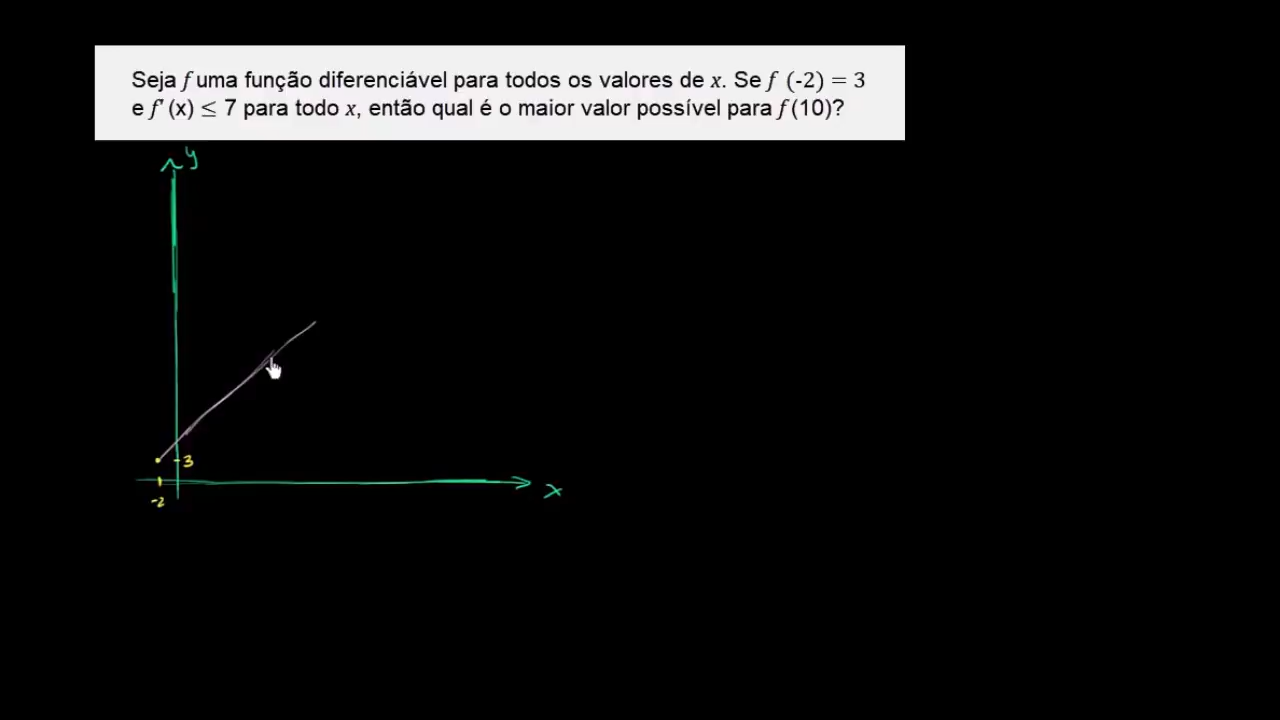 Seja f uma função diferenciável para todos os valores de x. Se f (-2) = 3
e f' (x) ≤ 7 para todo x, então qual é o maior valor possível para f (10)?
y
3
-2
x